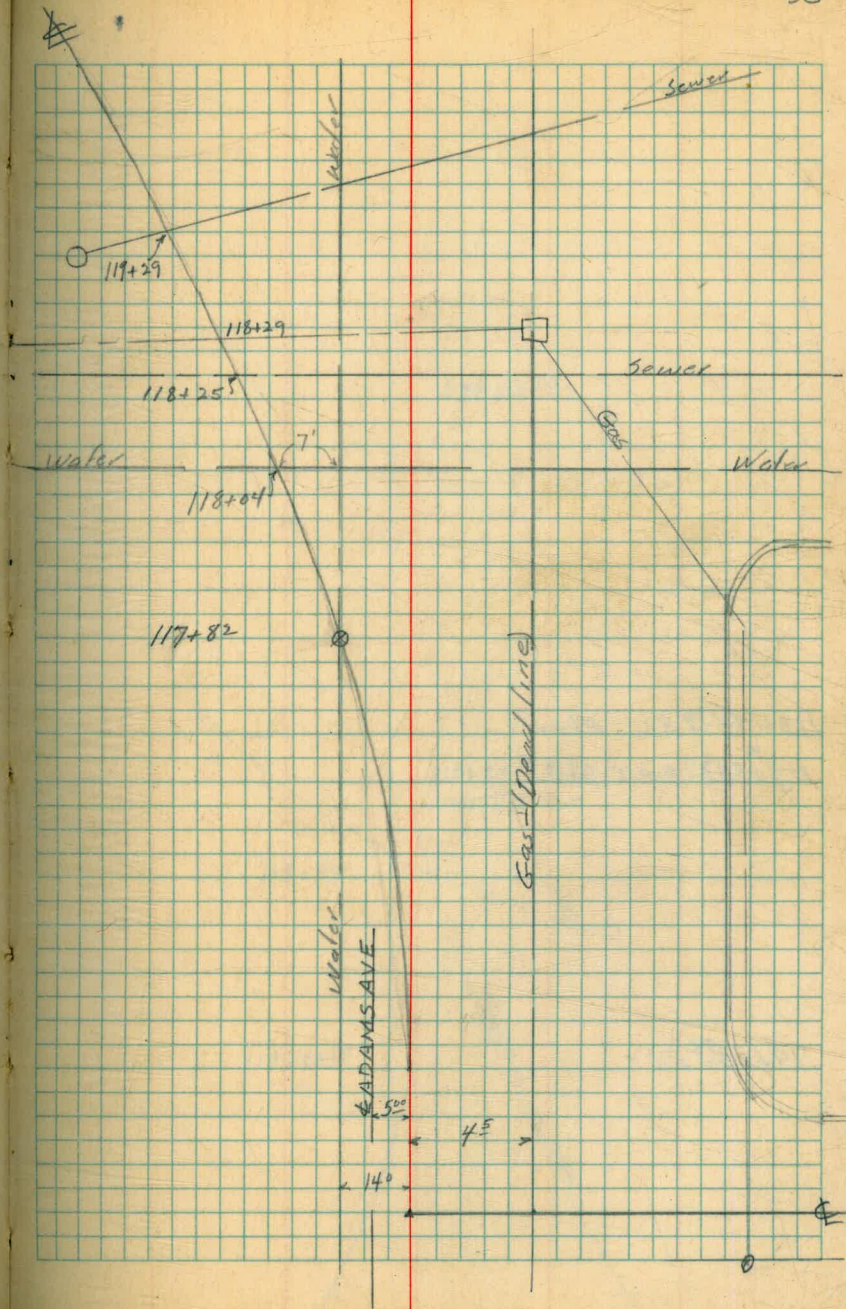 ℄
Sewer
Water
119+29
118+29
Sewer
118+25
Gas
7'
Water
Water
118+04
117+82
Gas-(Dead line)
Water
℄ ADAMS AVE
5.00
4.5
14.0
℄